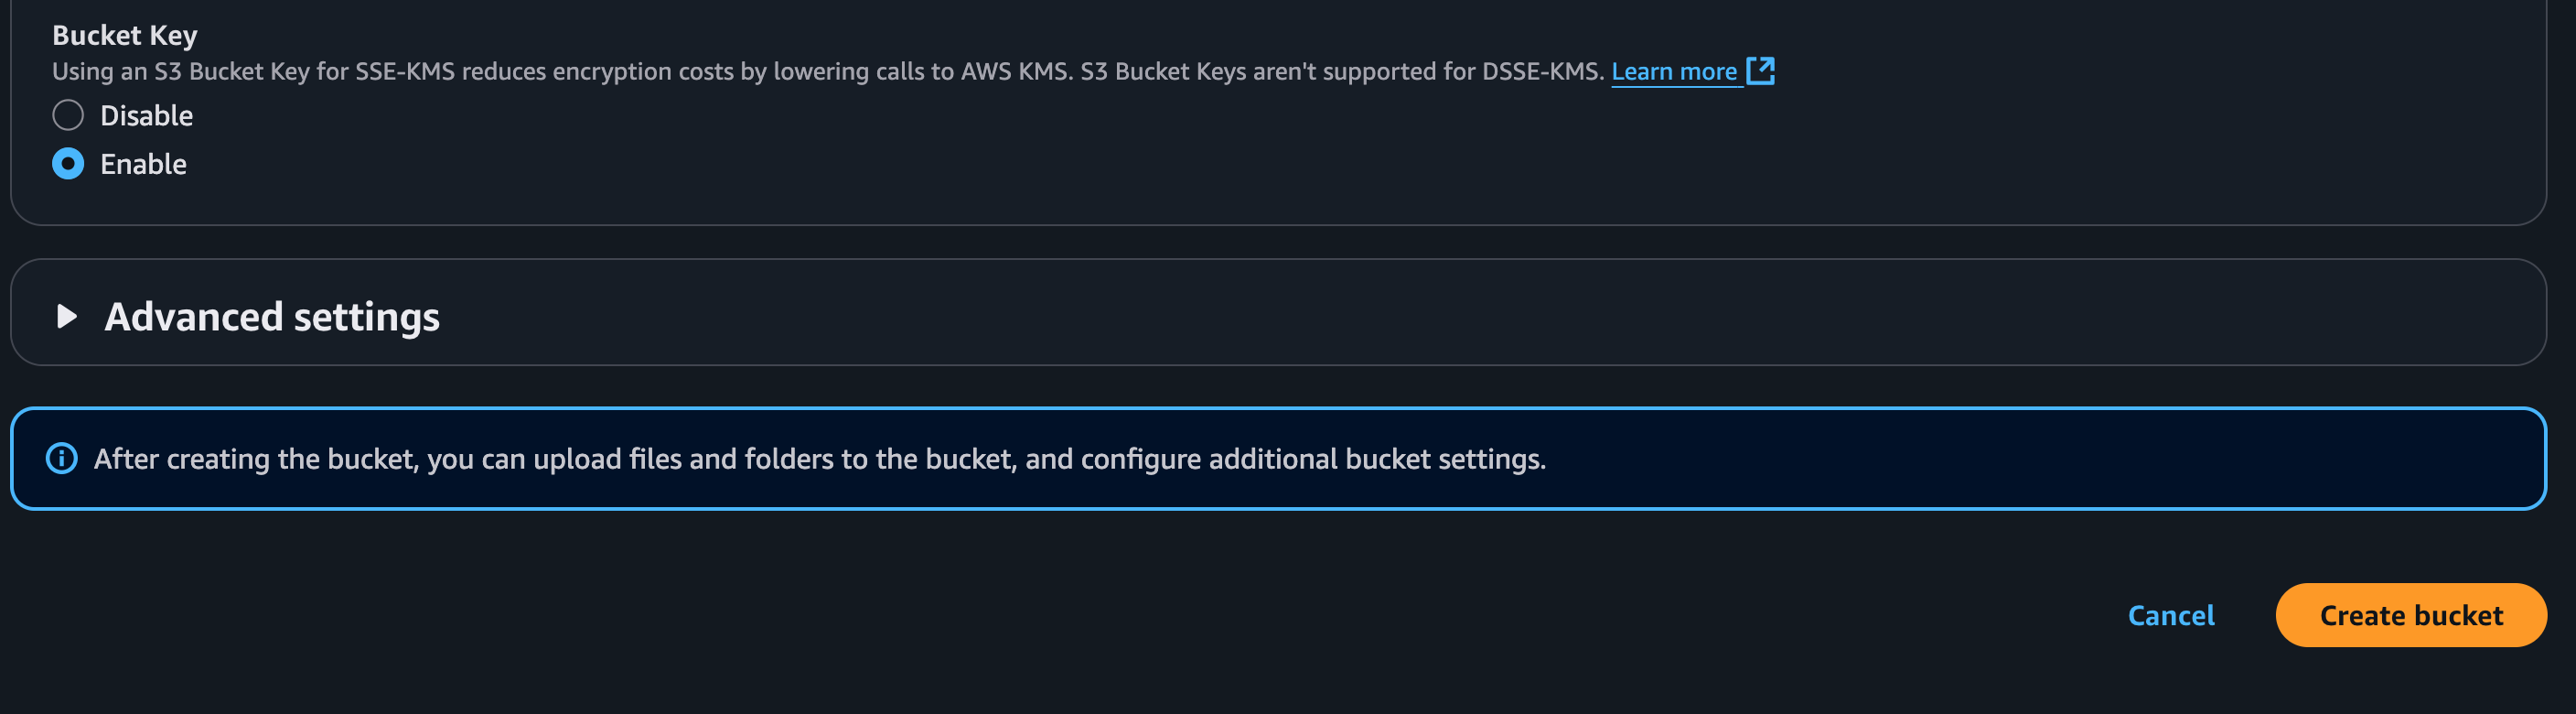 Bucket Key
Using an S3 Bucket Key for SSE-KMS reduces encryption costs by lowering calls to AWS KMS. S3 Bucket Keys aren't supported for DSSE-KMS. Learn more
Disable
Enable
Advanced settings
After creating the bucket, you can upload files and folders to the bucket, and configure additional bucket settings.
Cancel
Create bucket